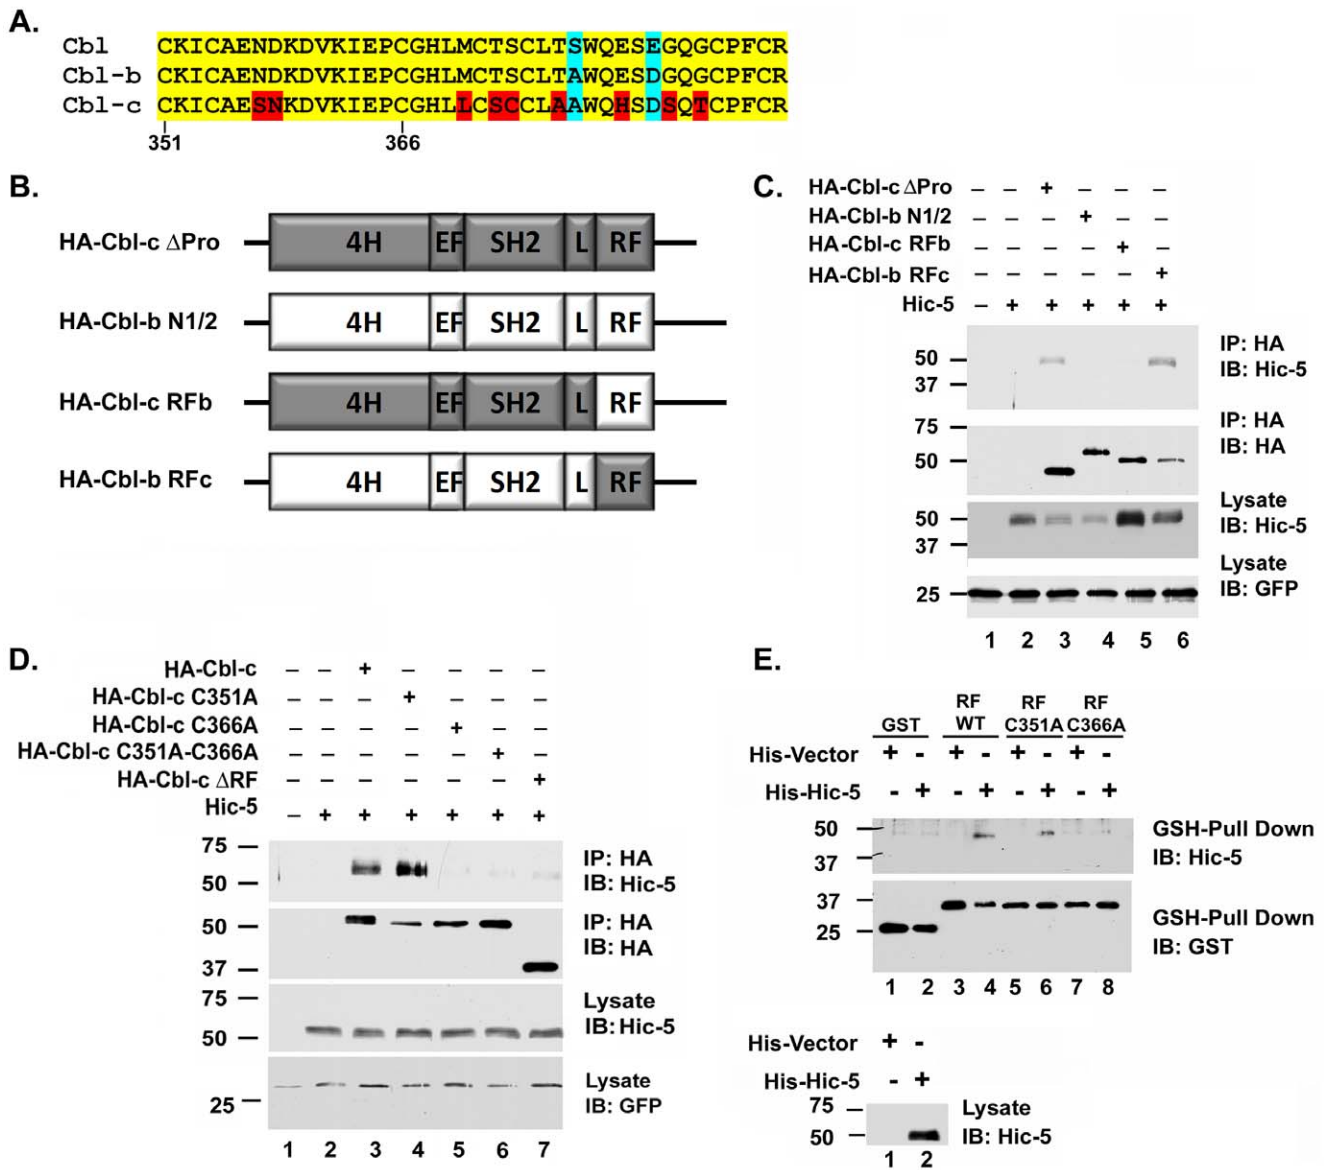 A.
Cbl CKICAENDKDVKIEPCGHLMCTSCLTSWQESEGQGCPFCR
Cbl-b CKICAENDKDVKIEPCGHLMCTSCLTAWQESDGQGCPFCR
Cbl-c CKICAESNKDVKIEPCGHLLCSCCLAAWQHSDSQTCPFCR
351 366
B.
HA-Cbl-c ΔPro 4H EF SH2 L RF
HA-Cbl-b N1/2 4H EF SH2 L RF
HA-Cbl-c RFb 4H EF SH2 L RF
HA-Cbl-b RFc 4H EF SH2 L RF
C.
HA-Cbl-c ΔPro – – + – – –
HA-Cbl-b N1/2 – – – + – –
HA-Cbl-c RFb – – – – + –
HA-Cbl-b RFc – – – – – +
Hic-5 – + + + + +
50
37
IP: HA
IB: Hic-5
75
50
IP: HA
IB: HA
50
37
Lysate
IB: Hic-5
25
Lysate
IB: GFP
1 2 3 4 5 6
D.
HA-Cbl-c – – + – – – –
HA-Cbl-c C351A – – – + – – –
HA-Cbl-c C366A – – – – + – –
HA-Cbl-c C351A-C366A – – – – – + –
HA-Cbl-c ΔRF – – – – – – +
Hic-5 – + + + + + +
75
50
IP: HA
IB: Hic-5
50
37
IP: HA
IB: HA
75
50
Lysate
IB: Hic-5
25
Lysate
IB: GFP
1 2 3 4 5 6 7
E.
GST
RF
WT
RF
C351A
RF
C366A
His-Vector + - + - + - + -
His-Hic-5 - + - + - + - +
50
37
GSH-Pull Down
IB: Hic-5
37
25
GSH-Pull Down
IB: GST
1 2 3 4 5 6 7 8
His-Vector + -
His-Hic-5 - +
75
50
Lysate
IB: Hic-5
1 2